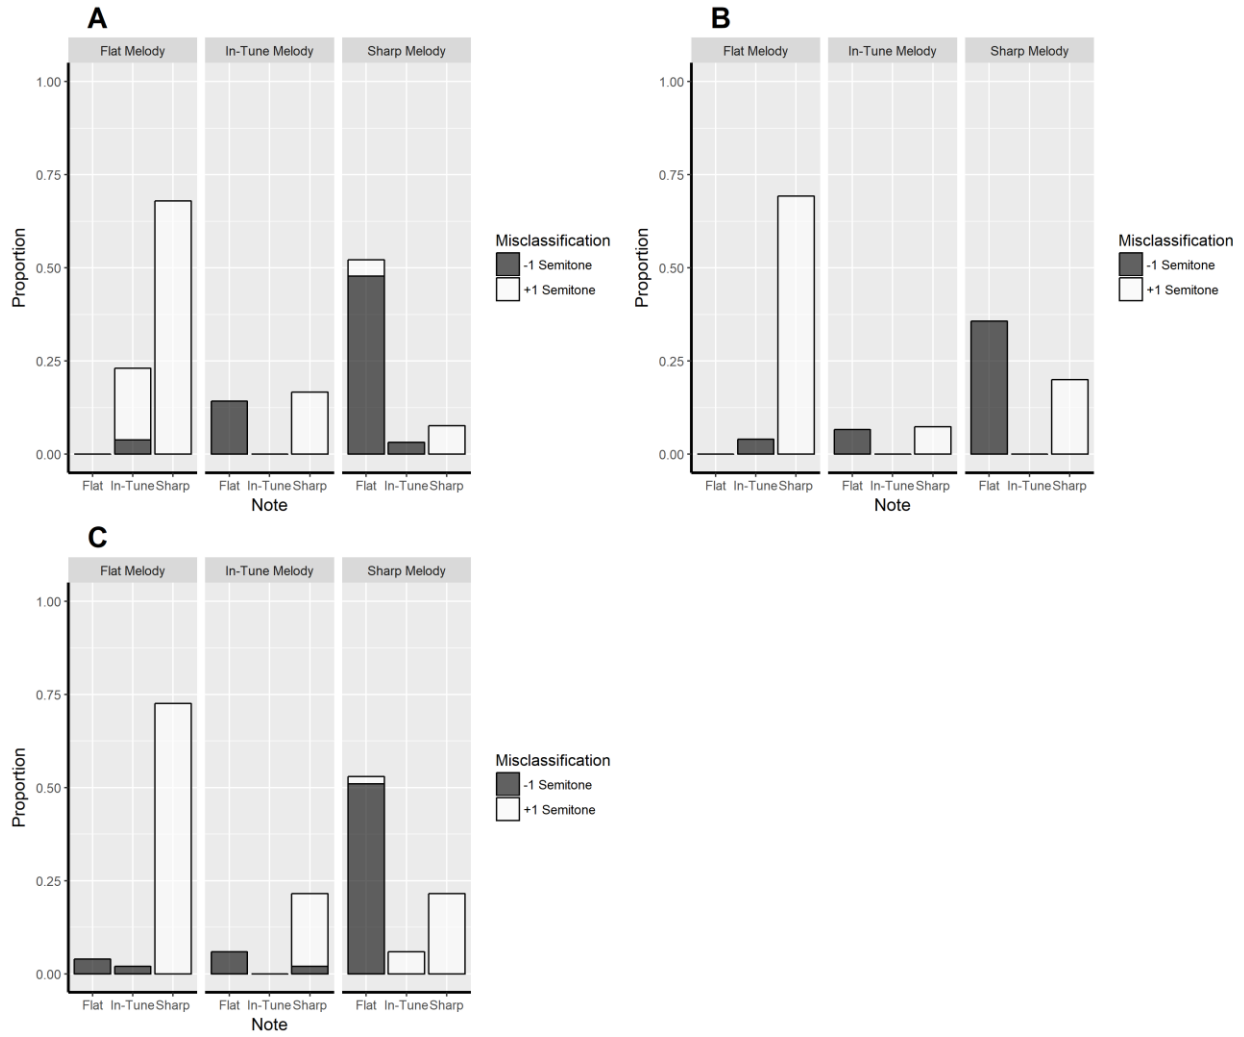 A
Flat Melody In-Tune Melody Sharp Melody
1.00
0.75
0.50
0.25
0.00
Proportion
Flat In-Tune Sharp Flat In-Tune Sharp Flat In-Tune Sharp
Note
Misclassification
-1 Semitone
+1 Semitone
B
Flat Melody In-Tune Melody Sharp Melody
1.00
0.75
0.50
0.25
0.00
Proportion
Flat In-Tune Sharp Flat In-Tune Sharp Flat In-Tune Sharp
Note
Misclassification
-1 Semitone
+1 Semitone
C
Flat Melody In-Tune Melody Sharp Melody
1.00
0.75
0.50
0.25
0.00
Proportion
Flat In-Tune Sharp Flat In-Tune Sharp Flat In-Tune Sharp
Note
Misclassification
-1 Semitone
+1 Semitone